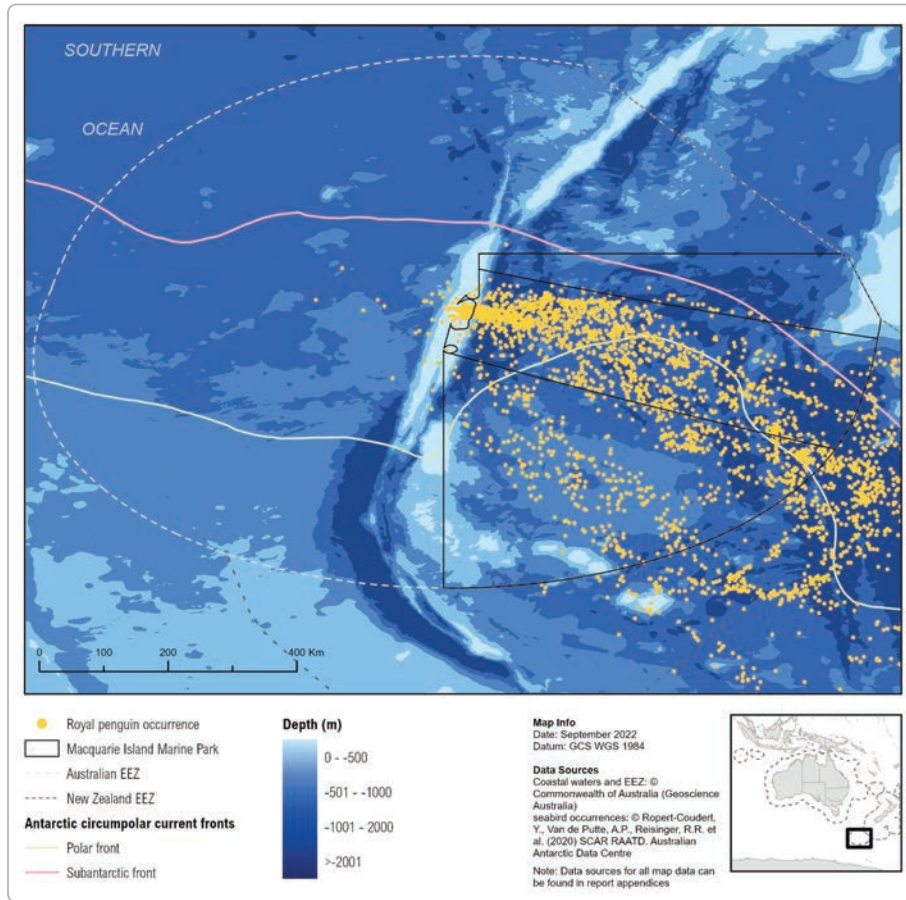 SOUTHERN
OCEAN
0 100 200 400 Km
Royal penguin occurrence
Macquarie Island Marine Park
Australian EEZ
New Zealand EEZ
Antarctic circumpolar current fronts
Polar front
Subantarctic front
Depth (m)
0 - -500
-501 - -1000
-1001 - 2000
>-2001
Map Info
Date: September 2022
Datum: GCS WGS 1984
Data Sources
Coastal waters and EEZ: ©
Commonwealth of Australia (Geoscience
Australia)
seabird occurrences: © Ropert-Coudert,
Y., Van de Putte, A.P., Reisinger, R.R. et
al. (2020) SCAR RAATD. Australian
Antarctic Data Centre
Note: Data sources for all map data can
be found in report appendices